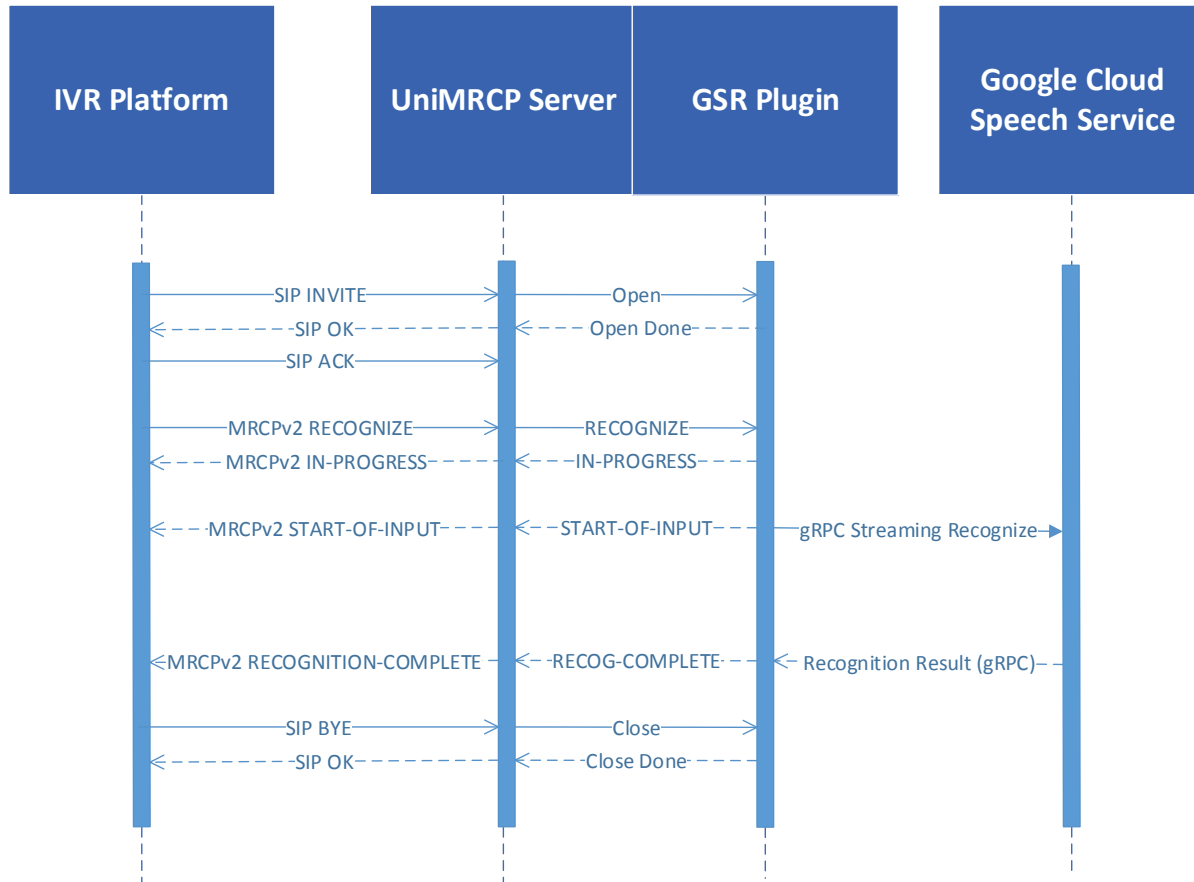 IVR Platform
UniMRCP Server
GSR Plugin
Google Cloud
Speech Service
SIP INVITE
Open
SIP OK
Open Done
SIP ACK
MRCPv2 RECOGNIZE
RECOGNIZE
MRCPv2 IN-PROGRESS
IN-PROGRESS
MRCPv2 START-OF-INPUT
START-OF-INPUT
gRPC Streaming Recognize
MRCPv2 RECOGNITION-COMPLETE
RECOG-COMPLETE
Recognition Result (gRPC)
SIP BYE
Close
SIP OK
Close Done